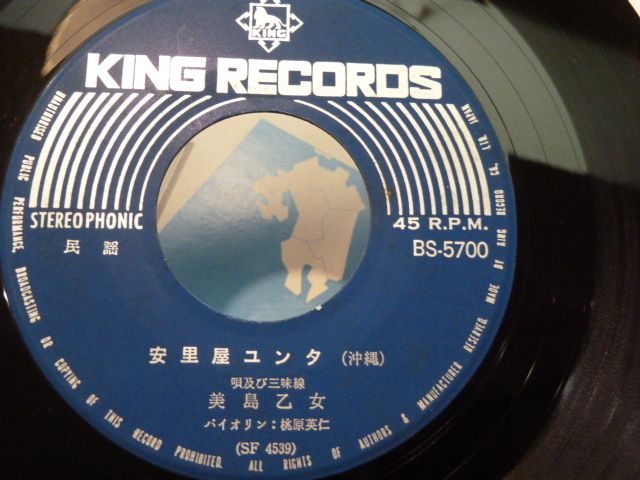 KING
KING RECORDS
STEREOPHONIC
45 R.P.M.
民謡
BS-5700
安里屋ユンタ (沖縄)
唄及び三味線
美島乙女
バイオリン:桃原英仁
(SF 4539)
UNAUTHORISED PUBLIC PERFORMANCE, BROADCASTING OR COPYING OF THIS RECORD PROHIBITED. ALL RIGHTS OF AUTHORS & MANUFACTURER RESERVED. MADE BY KING RECORD CO., LTD. JAPAN